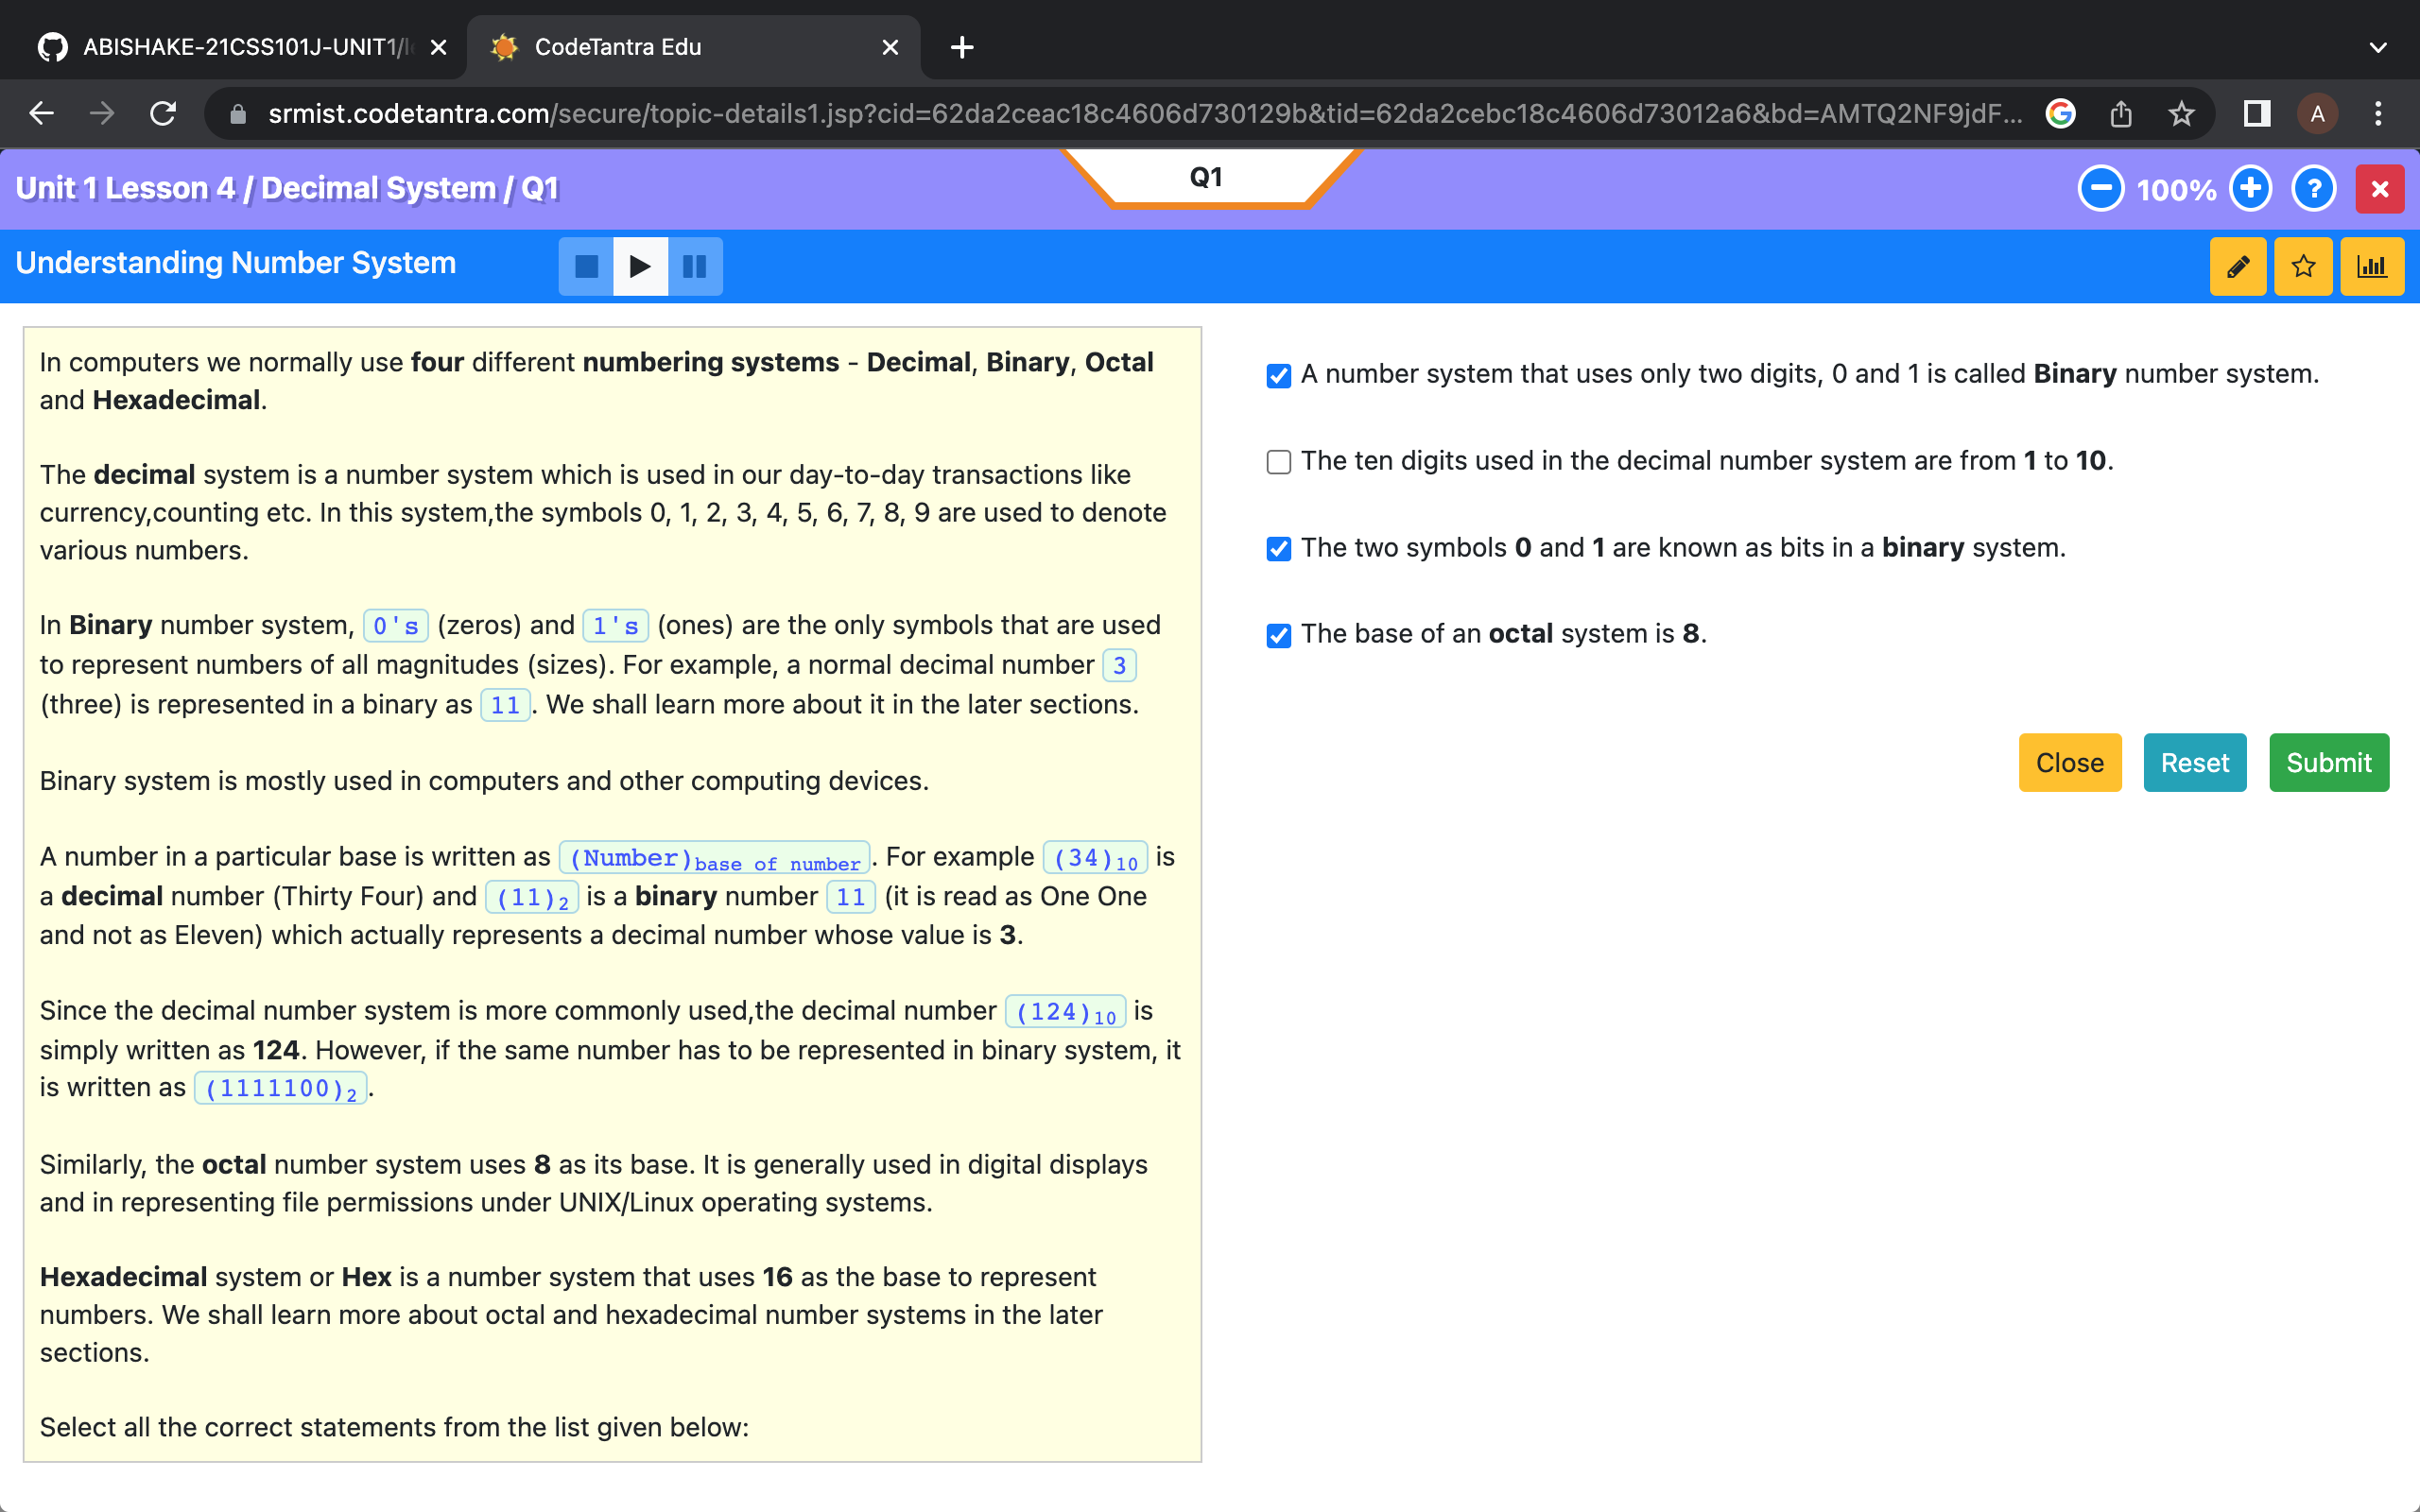 ABISHAKE-21CSS101J-UNIT1/
CodeTantra Edu
srmist.codetantra.com/secure/topic-details1.jsp?cid=62da2ceac18c4606d730129b&tid=62da2cebc18c4606d73012a6&bd=AMTQ2NF9jdF...
A
Unit 1 Lesson 4 / Decimal System / Q1
Q1
100%
?
Understanding Number System
In computers we normally use four different numbering systems - Decimal, Binary, Octal
and Hexadecimal.
The decimal system is a number system which is used in our day-to-day transactions like
currency,counting etc. In this system,the symbols 0, 1, 2, 3, 4, 5, 6, 7, 8, 9 are used to denote
various numbers.
In Binary number system, 0's (zeros) and 1's (ones) are the only symbols that are used
to represent numbers of all magnitudes (sizes). For example, a normal decimal number 3
(three) is represented in a binary as 11. We shall learn more about it in the later sections.
Binary system is mostly used in computers and other computing devices.
A number in a particular base is written as (Number)base of number. For example (34)10 is
a decimal number (Thirty Four) and (11)2 is a binary number 11 (it is read as One One
and not as Eleven) which actually represents a decimal number whose value is 3.
Since the decimal number system is more commonly used,the decimal number (124)10 is
simply written as 124. However, if the same number has to be represented in binary system, it
is written as (1111100)2.
Similarly, the octal number system uses 8 as its base. It is generally used in digital displays
and in representing file permissions under UNIX/Linux operating systems.
Hexadecimal system or Hex is a number system that uses 16 as the base to represent
numbers. We shall learn more about octal and hexadecimal number systems in the later
sections.
Select all the correct statements from the list given below:
A number system that uses only two digits, 0 and 1 is called Binary number system.
The ten digits used in the decimal number system are from 1 to 10.
The two symbols 0 and 1 are known as bits in a binary system.
The base of an octal system is 8.
Close
Reset
Submit